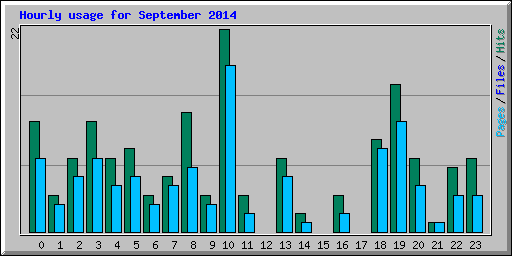 Hourly usage for September 2014
22
Pages / Files / Hits
0 1 2 3 4 5 6 7 8 9 10 11 12 13 14 15 16 17 18 19 20 21 22 23